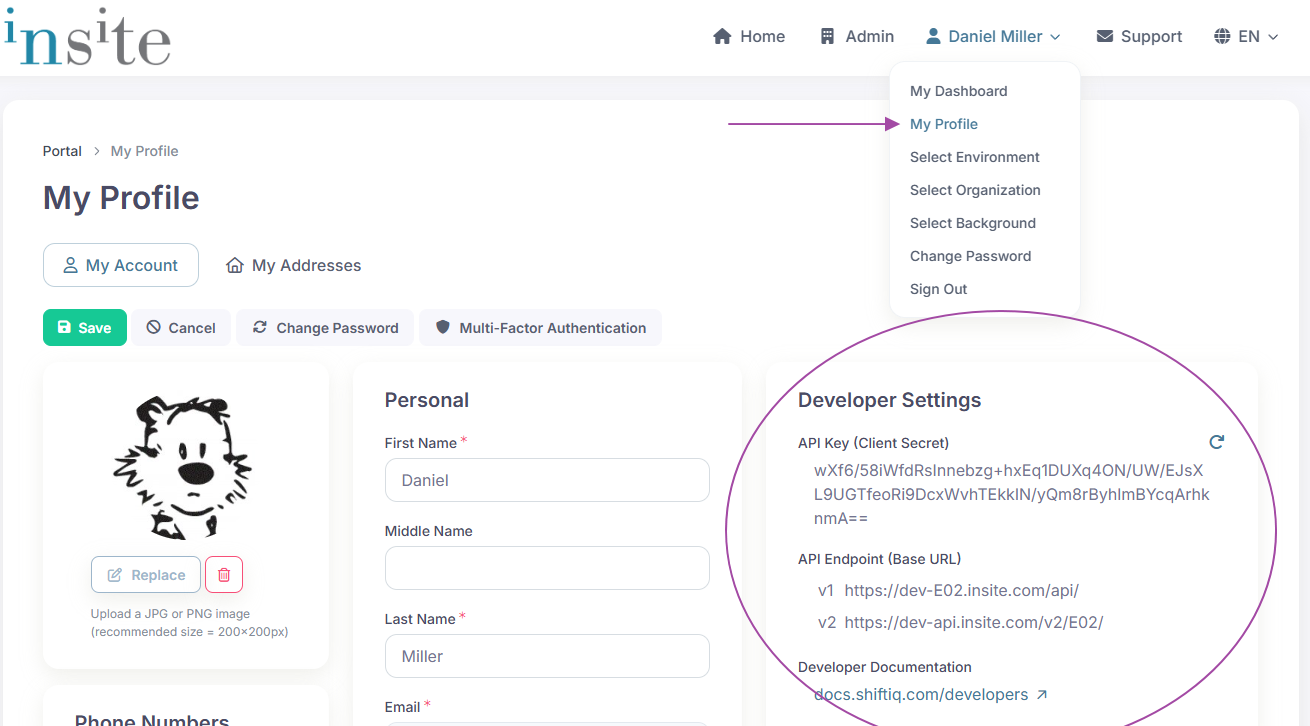 insite
Home
Admin
Daniel Miller
Support
EN
My Dashboard
My Profile
Select Environment
Select Organization
Select Background
Change Password
Sign Out
Portal > My Profile
My Profile
My Account
My Addresses
Save
Cancel
Change Password
Multi-Factor Authentication
Replace
Upload a JPG or PNG image
(recommended size = 200×200px)
Phone Numbers
Personal
First Name *
Daniel
Middle Name
Last Name *
Miller
Email *
Developer Settings
API Key (Client Secret)
wXf6/58iWfdRsInnebzg+hxEq1DUXq4ON/UW/EJsX
L9UGTfeoRi9DcxWvhTEkkIN/yQm8rByhImBYcqArhk
nmA==
API Endpoint (Base URL)
v1 https://dev-E02.insite.com/api/
v2 https://dev-api.insite.com/v2/E02/
Developer Documentation
docs.shiftiq.com/developers